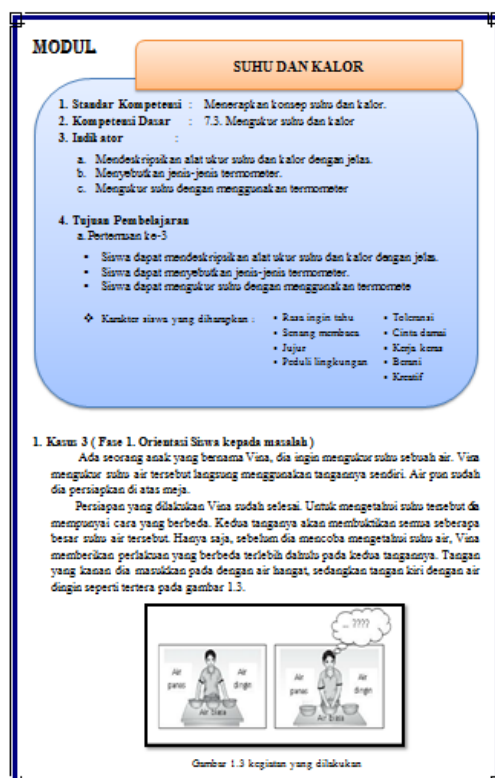 MODUL
SUHU DAN KALOR
1. Standar Kompetensi : Menerapkan konsep suhu dan kalor.
2. Kompetensi Dasar : 7.3. Mengukur suhu dan kalor
3. Indikator :
a. Mendeskripsikan alat ukur suhu dan kalor dengan jelas.
b. Menyebutkan jenis-jenis termometer.
c. Mengukur suhu dengan menggunakan termometer
4. Tujuan Pembelajaran
a. Pertemuan ke-3
• Siswa dapat mendeskripsikan alat ukur suhu dan kalor dengan jelas.
• Siswa dapat menyebutkan jenis-jenis termometer.
• Siswa dapat mengukur suhu dengan menggunakan termomete
❖ Karakter siswa yang diharapkan :
• Rasa ingin tahu
• Senang membaca
• Jujur
• Peduli lingkungan
• Toleransi
• Cinta damai
• Kerja keras
• Berani
• Kreatif
1. Kasus 3 ( Fase 1. Orientasi Siswa kepada masalah )
Ada seorang anak yang bernama Vina, dia ingin mengukur suhu sebuah air. Vina
mengukur suhu air tersebut langsung menggunakan tangannya sendiri. Air pun sudah
dia persiapkan di atas meja.
Persiapan yang dilakukan Vina sudah selesai. Untuk mengetahui suhu tersebut dia
mempunyai cara yang berbeda. Kedua tanganya akan membuktikan semua seberapa
besar suhu air tersebut. Hanya saja, sebelum dia mencoba mengetahui suhu air, Vina
memberikan perlakuan yang berbeda terlebih dahulu pada kedua tangannya. Tangan
yang kanan dia masukkan pada dengan air hangat, sedangkan tangan kiri dengan air
dingin seperti tertera pada gambar 1.3.
... ????
Air panas
Air dingin
Air Biasa
Air panas
Air dingin
Air Biasa
Gambar 1.3 kegiatan yang dilakukan